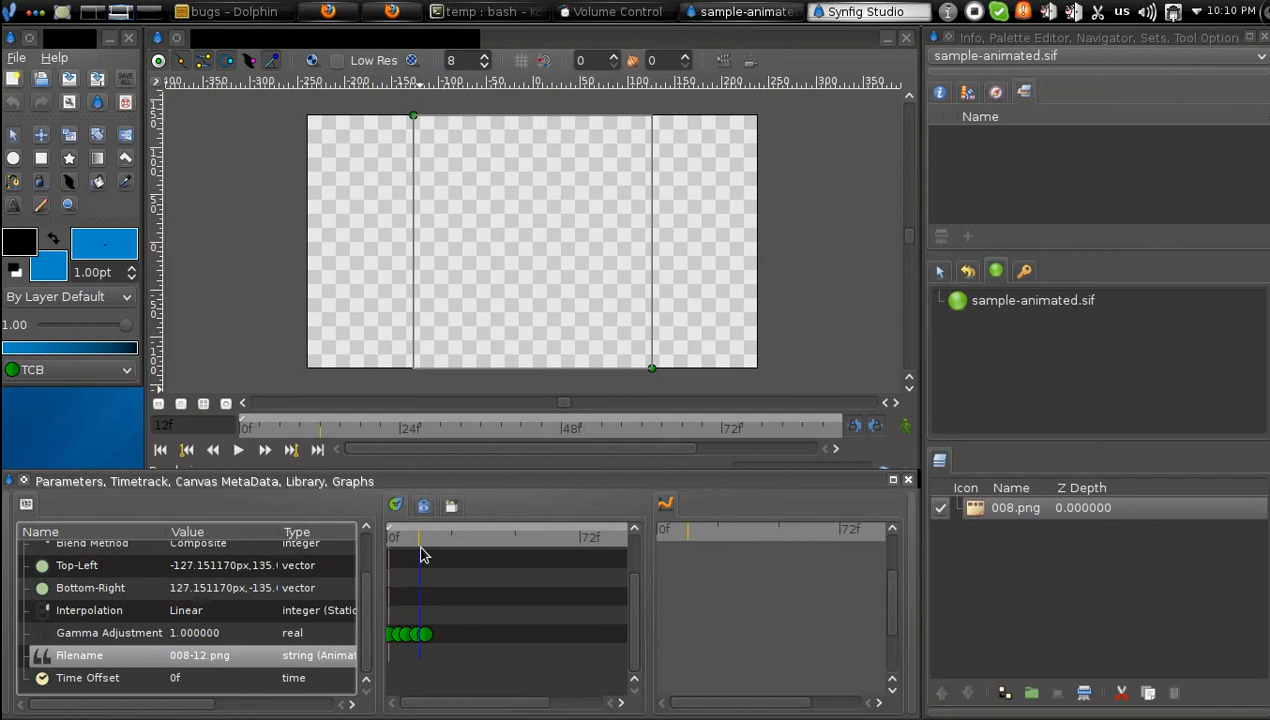 bugs – Dolphin
temp : bash – Ko
Volume Control
sample-animate
Synfig Studio
us
10:10 PM
Info, Palette Editor, Navigator, Sets, Tool Option
File Help
Low Res 8 0 0
sample-animated.sif
SAVE ALL
-300 -250 -200 -150 -100 -50 0 50 100 150 200 250 300 350
Name
1.00pt
By Layer Default
1.00
TCB
sample-animated.sif
12f
0f 24f 48f 72f
Parameters, Timetrack, Canvas MetaData, Library, Graphs
Icon Name Z Depth
008.png 0.000000
Name Value Type
0f 72f
0f 72f
Blend Method Composite integer
Top-Left -127.151170px,135. vector
Bottom-Right 127.151170px,-135. vector
Interpolation Linear integer (Static
Gamma Adjustment 1.000000 real
Filename 008-12.png string (Animat
Time Offset 0f time